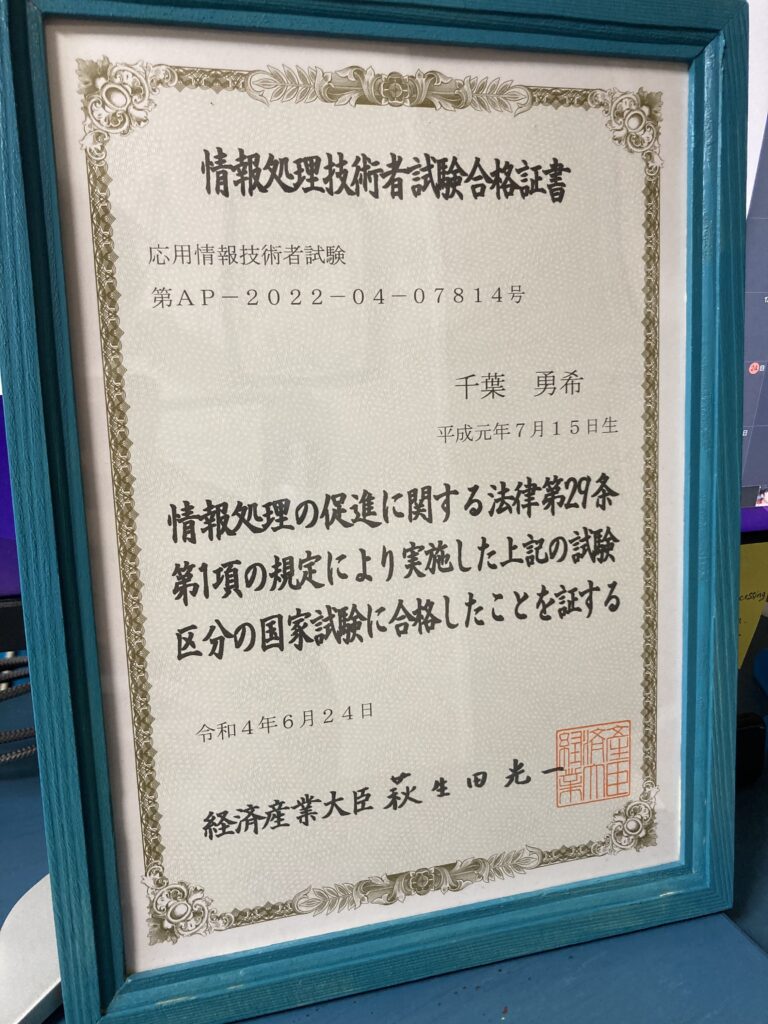 情報処理技術者試験合格証書
応用情報技術者試験
第ＡＰ－２０２２－０４－０７８１４号
千葉　勇希
平成元年７月１５日生
情報処理の促進に関する法律第29条
第1項の規定により実施した上記の試験
区分の国家試験に合格したことを証する
令和４年６月２４日
経済産業大臣 萩生田光一